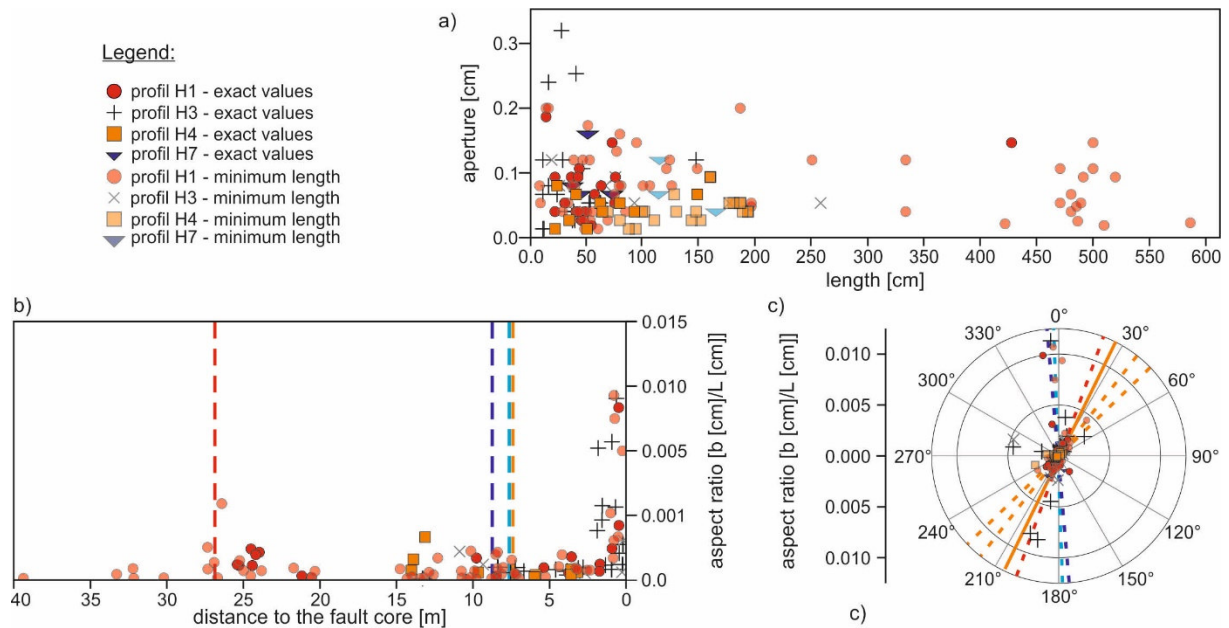 Legend:
profil H1 - exact values
profil H3 - exact values
profil H4 - exact values
profil H7 - exact values
profil H1 - minimum length
profil H3 - minimum length
profil H4 - minimum length
profil H7 - minimum length
a)
aperture [cm]
0.3
0.2
0.1
0.0
0.0 50 100 150 200 250 300 350 400 450 500 550 600
length [cm]
b)
0.015
0.010
0.005
0.001
0.0
aspect ratio [b [cm]/L [cm]]
40 35 30 25 20 15 10 5 0
distance to the fault core [m]
c)
aspect ratio [b [cm]/L [cm]]
0.010
0.005
0.000
0.005
0.010
0°
30°
60°
90°
120°
150°
180°
210°
240°
270°
300°
330°
c)